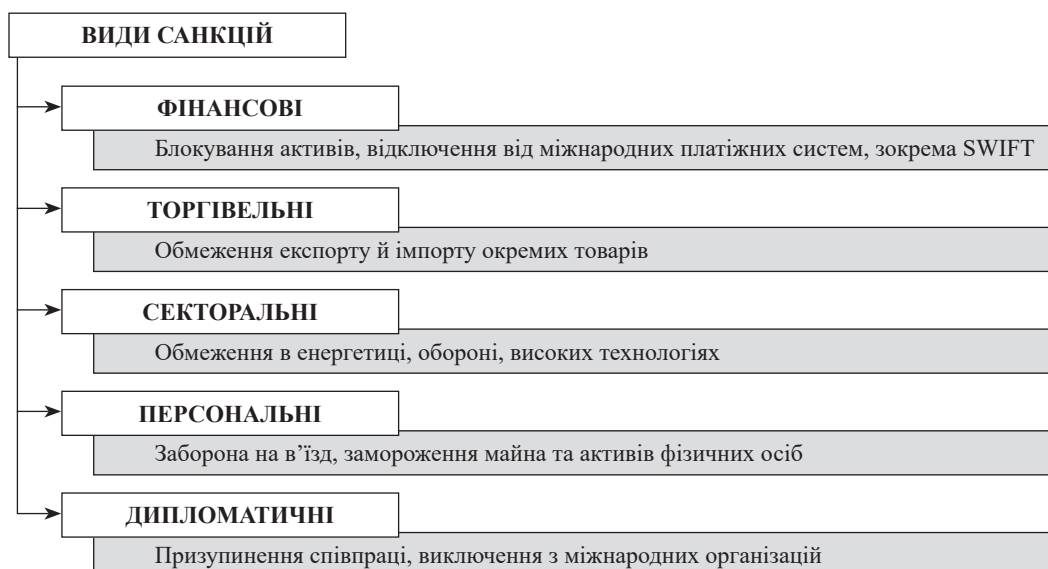 ВИДИ САНКЦІЙ
ФІНАНСОВІ
Блокування активів, відключення від міжнародних платіжних систем, зокрема SWIFT
ТОРГІВЕЛЬНІ
Обмеження експорту й імпорту окремих товарів
СЕКТОРАЛЬНІ
Обмеження в енергетиці, обороні, високих технологіях
ПЕРСОНАЛЬНІ
Заборона на в’їзд, замороження майна та активів фізичних осіб
ДИПЛОМАТИЧНІ
Призупинення співпраці, виключення з міжнародних організацій